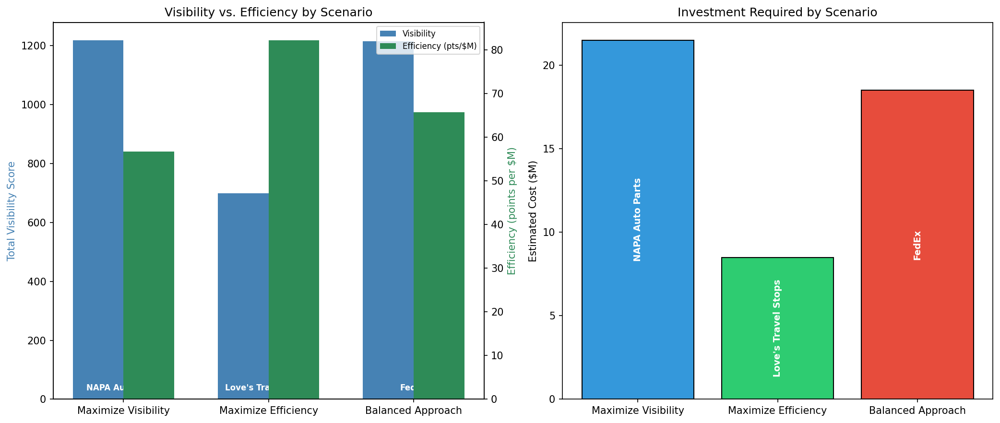 Visibility vs. Efficiency by Scenario
Visibility
Efficiency (pts/$M)
Total Visibility Score
1200
1000
800
600
400
200
0
80
70
60
50
40
30
20
10
0
Efficiency (points per $M)
NAPA Au
Love's Tra
Fed
Maximize Visibility
Maximize Efficiency
Balanced Approach
Investment Required by Scenario
Estimated Cost ($M)
20
15
10
5
0
NAPA Auto Parts
Love's Travel Stops
FedEx
Maximize Visibility
Maximize Efficiency
Balanced Approach